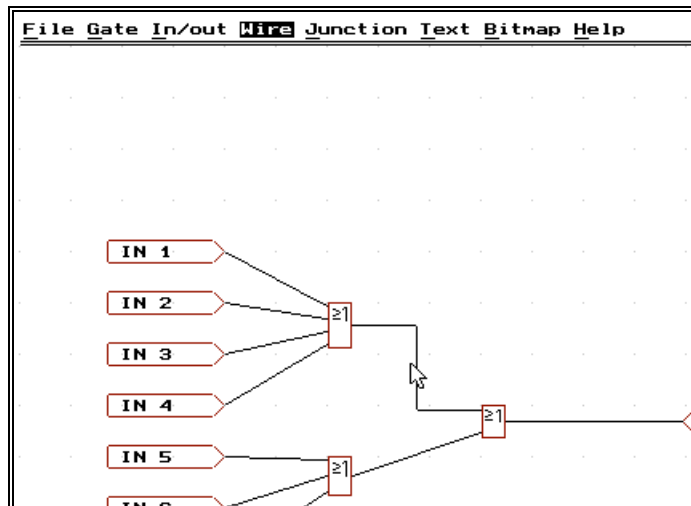 File Gate In/out Wire Junction Text Bitmap Help
IN 1
IN 2
≥1
IN 3
IN 4
≥1
IN 5
≥1